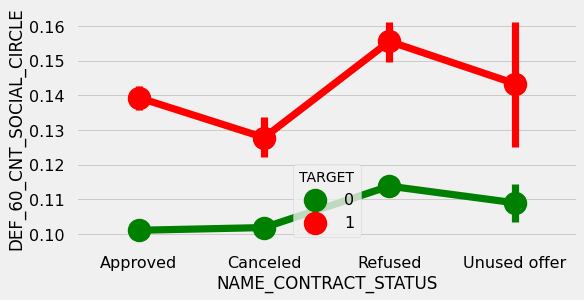 DEF_60_CNT_SOCIAL_CIRCLE
0.16
0.15
0.14
0.13
0.12
0.11
0.10
TARGET
0
1
Approved
Canceled
Refused
Unused offer
NAME_CONTRACT_STATUS